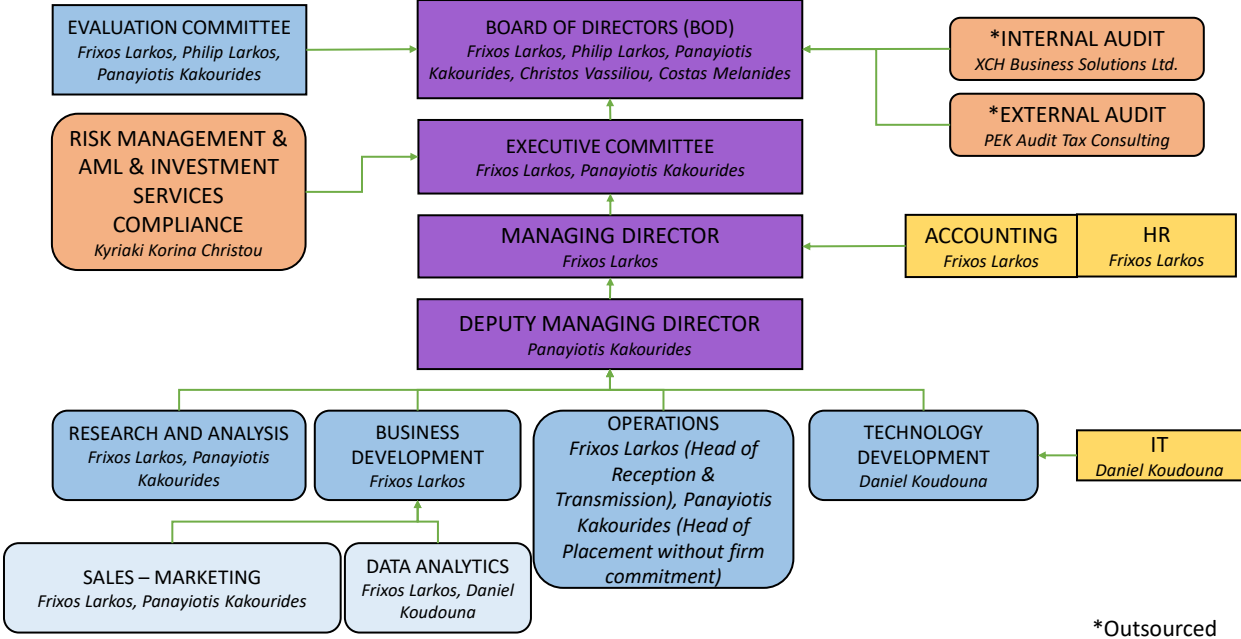 EVALUATION COMMITTEE
Frixos Larkos, Philip Larkos,
Panayiotis Kakourides
BOARD OF DIRECTORS (BOD)
Frixos Larkos, Philip Larkos, Panayiotis
Kakourides, Christos Vassiliou, Costas Melanides
*INTERNAL AUDIT
XCH Business Solutions Ltd.
*EXTERNAL AUDIT
PEK Audit Tax Consulting
RISK MANAGEMENT &
AML & INVESTMENT
SERVICES
COMPLIANCE
Kyriaki Korina Christou
EXECUTIVE COMMITTEE
Frixos Larkos, Panayiotis Kakourides
MANAGING DIRECTOR
Frixos Larkos
ACCOUNTING
Frixos Larkos
HR
Frixos Larkos
DEPUTY MANAGING DIRECTOR
Panayiotis Kakourides
RESEARCH AND ANALYSIS
Frixos Larkos, Panayiotis
Kakourides
BUSINESS
DEVELOPMENT
Frixos Larkos
OPERATIONS
Frixos Larkos (Head of
Reception &
Transmission), Panayiotis
Kakourides (Head of
Placement without firm
commitment)
TECHNOLOGY
DEVELOPMENT
Daniel Koudouna
IT
Daniel Koudouna
SALES – MARKETING
Frixos Larkos, Panayiotis Kakourides
DATA ANALYTICS
Frixos Larkos, Daniel
Koudouna
*Outsourced